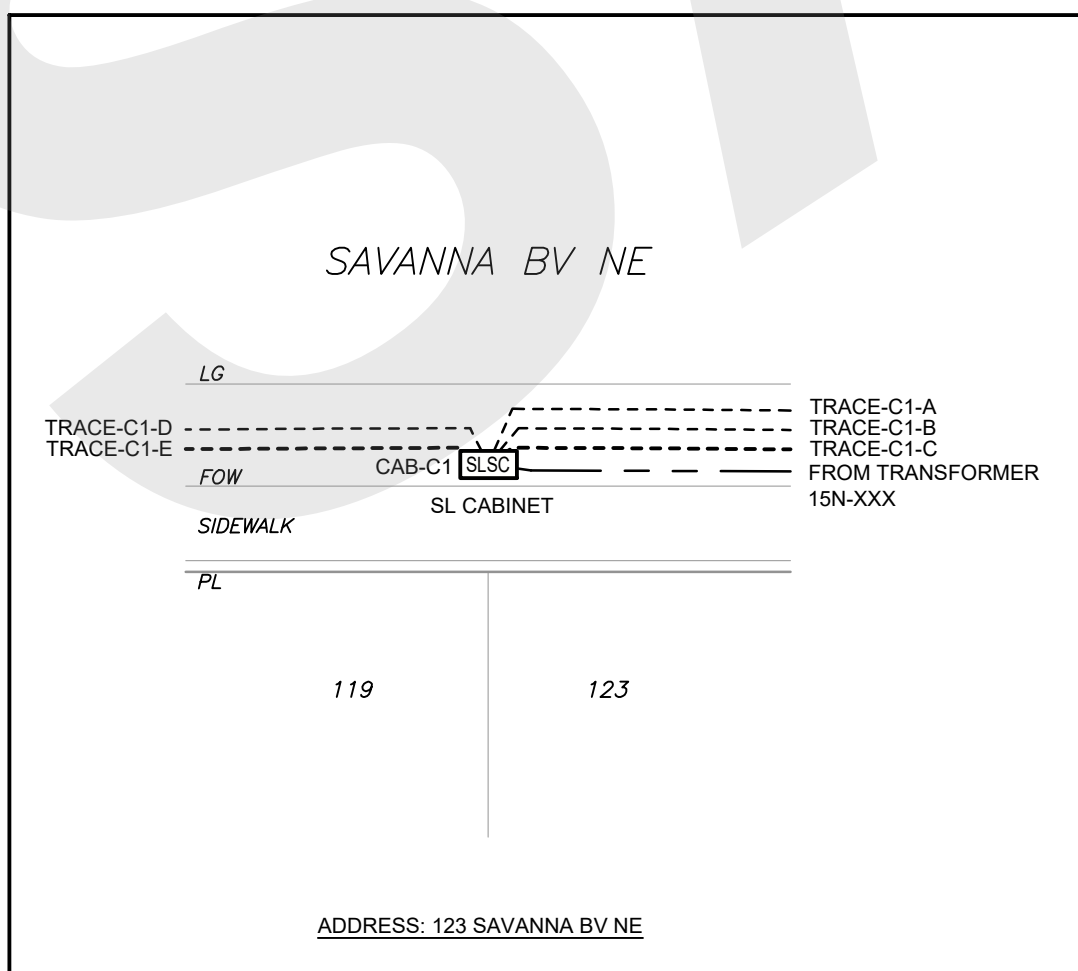 SAVANNA BV NE
LG
TRACE-C1-A
TRACE-C1-D
TRACE-C1-B
TRACE-C1-E
TRACE-C1-C
CAB-C1 SLSC
FROM TRANSFORMER
15N-XXX
FOW
SL CABINET
SIDEWALK
PL
119 123
ADDRESS: 123 SAVANNA BV NE